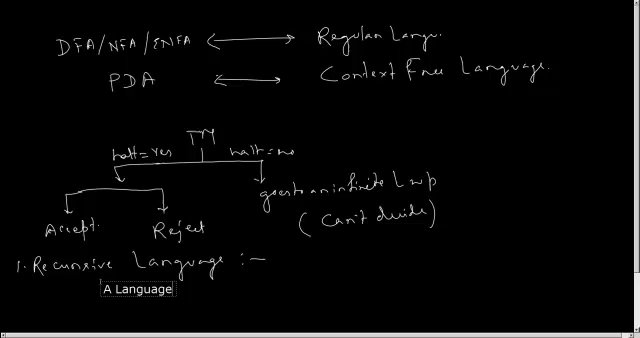 DFA/NFA/ENFA ⟷ Regular Langu.
PDA ⟷ Context Free Language.
TM
halt=Yes halt=no
goes to an infinite Loop
Accept. Reject (Can't divide)
1. Recursive Language :-
A Language